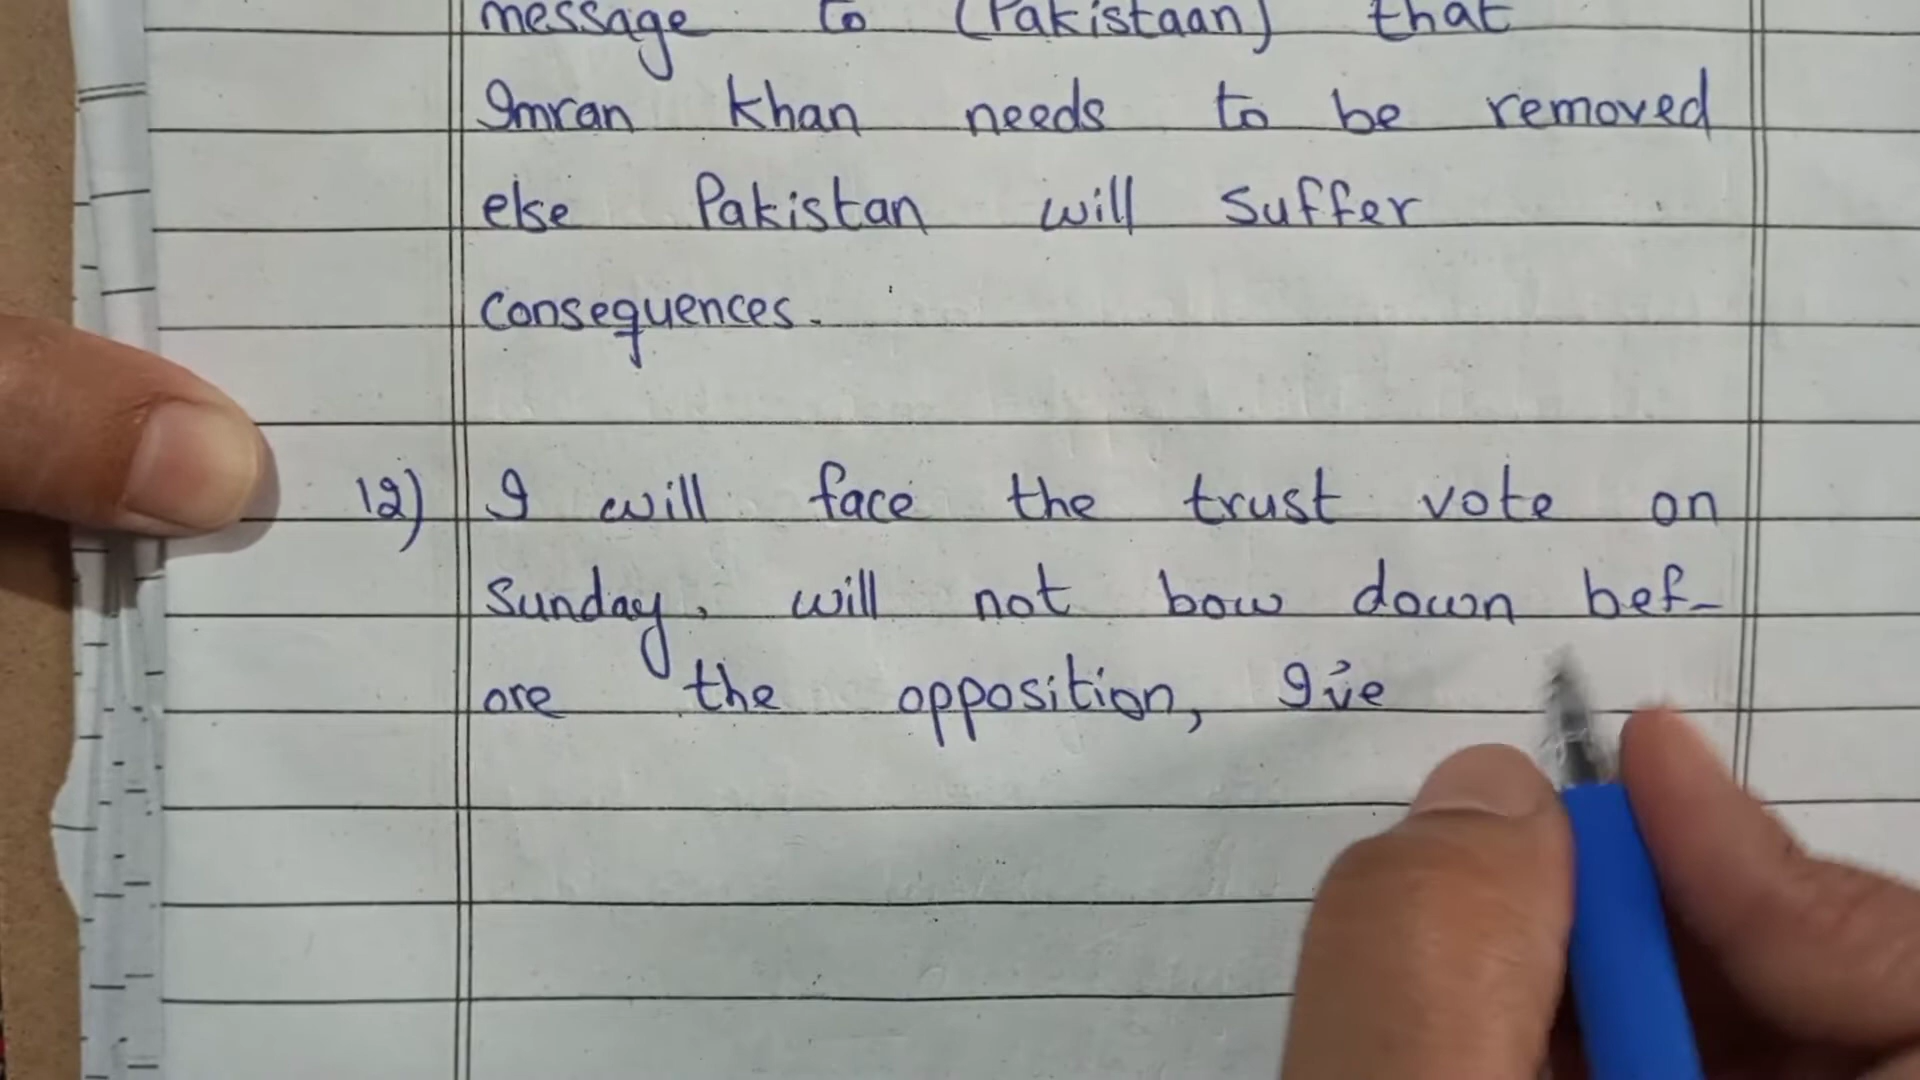 message to (Pakistaan) that
Imran Khan needs to be removed
else Pakistan will suffer
consequences.
12) I will face the trust vote on
Sunday, will not bow down bef-
ore the opposition, I've